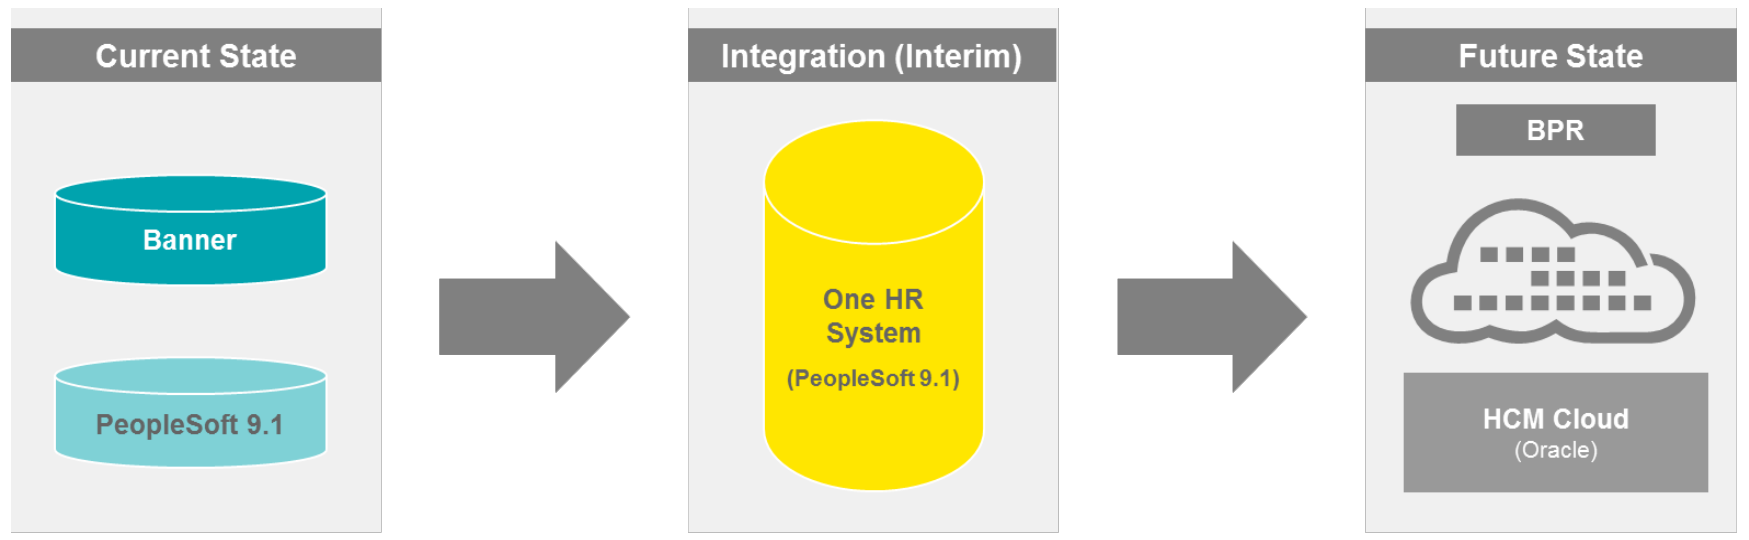 Current State
Banner
PeopleSoft 9.1
Integration (Interim)
One HR
System
(PeopleSoft 9.1)
Future State
BPR
HCM Cloud
(Oracle)